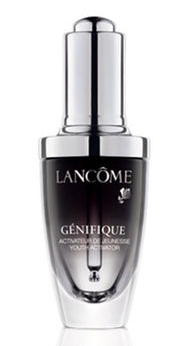 LANCÔME
GÉNIFIQUE
ACTIVATEUR DE JEUNESSE
YOUTH ACTIVATOR